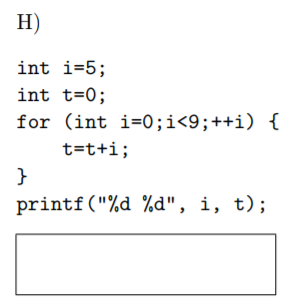 H)
int i=5;
int t=0;
for (int i=0;i<9;++i) {
    t=t+i;
}
printf("%d %d", i, t);